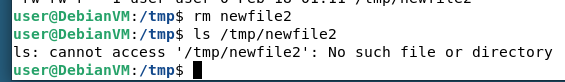 user@DebianVM:/tmp$ rm newfile2
user@DebianVM:/tmp$ ls /tmp/newfile2
ls: cannot access '/tmp/newfile2': No such file or directory
user@DebianVM:/tmp$